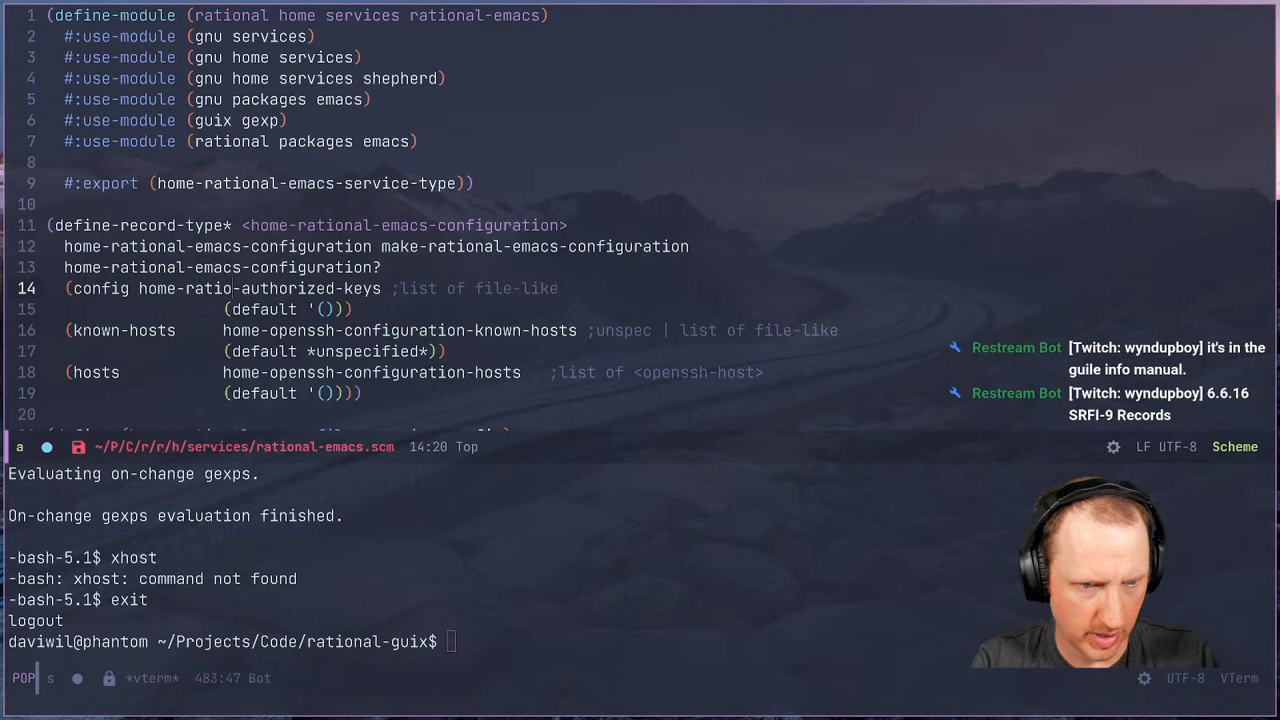 1 (define-module (rational home services rational-emacs)
2 #:use-module (gnu services)
3 #:use-module (gnu home services)
4 #:use-module (gnu home services shepherd)
5 #:use-module (gnu packages emacs)
6 #:use-module (guix gexp)
7 #:use-module (rational packages emacs)
8
9 #:export (home-rational-emacs-service-type))
10
11 (define-record-type* <home-rational-emacs-configuration>
12 home-rational-emacs-configuration make-rational-emacs-configuration
13 home-rational-emacs-configuration?
14 (config home-ratio-authorized-keys ;list of file-like
15 (default '()))
16 (known-hosts home-openssh-configuration-known-hosts ;unspec | list of file-like
17 (default *unspecified*))
18 (hosts home-openssh-configuration-hosts ;list of <openssh-host>
19 (default '())))
20
Restream Bot [Twitch: wyndupboy] it's in the
guile info manual.
Restream Bot [Twitch: wyndupboy] 6.6.16
SRFI-9 Records
a ~/P/C/r/r/h/services/rational-emacs.scm 14:20 Top LF UTF-8 Scheme
Evaluating on-change gexps.
On-change gexps evaluation finished.
-bash-5.1$ xhost
-bash: xhost: command not found
-bash-5.1$ exit
logout
daviwil@phantom ~/Projects/Code/rational-guix$
POP s *vterm* 483:47 Bot UTF-8 VTerm